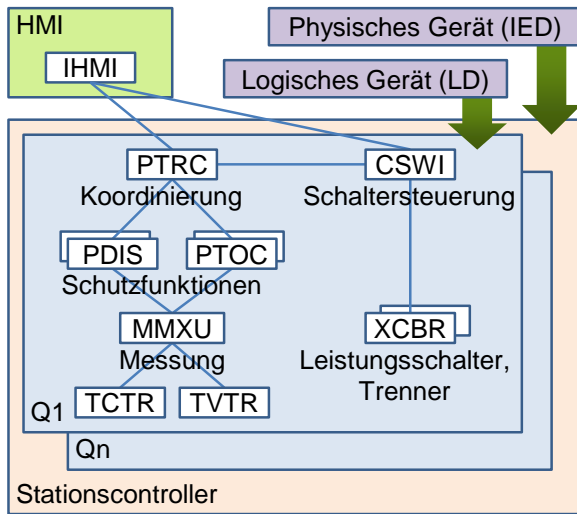 HMI
IHMI
Physisches Gerät (IED)
Logisches Gerät (LD)
PTRC
CSWI
Koordinierung
Schaltersteuerung
PDIS
PTOC
Schutzfunktionen
MMXU
XCBR
Messung
Leistungsschalter,
Trenner
TCTR
TVTR
Q1
Qn
Stationscontroller